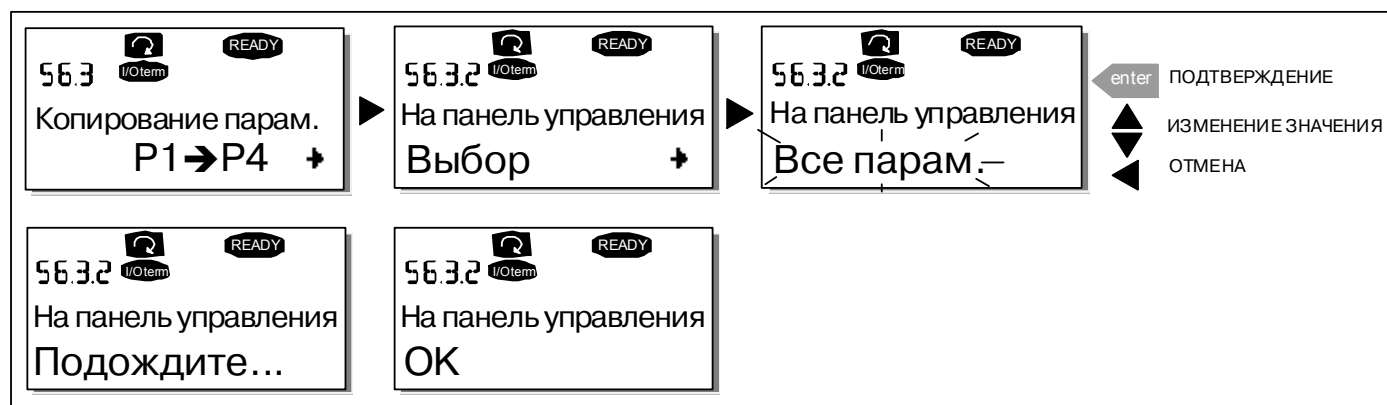 READY
S6.3 I/Oterm
Копирование парам.
P1➔P4
READY
S6.3.2 I/Oterm
На панель управления
Выбор
READY
S6.3.2 I/Oterm
На панель управления
Все парам.
enter ПОДТВЕРЖДЕНИЕ
ИЗМЕНЕНИЕ ЗНАЧЕНИЯ
ОТМЕНА
READY
S6.3.2 I/Oterm
На панель управления
Подождите...
READY
S6.3.2 I/Oterm
На панель управления
OK